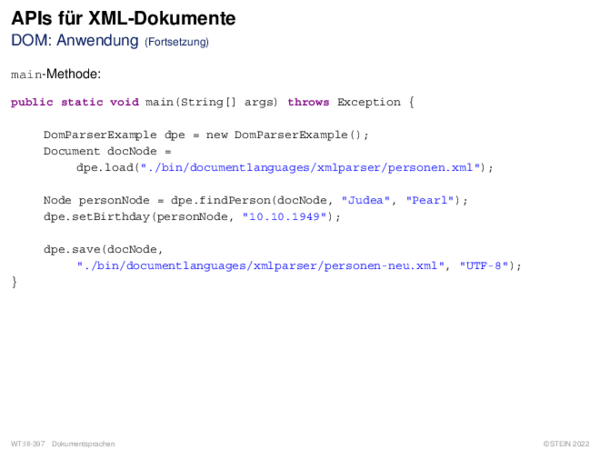 APIs für XML-Dokumente
DOM: Anwendung (Fortsetzung)
main-Methode:
public static void main(String[] args) throws Exception {
DomParserExample dpe = new DomParserExample();
Document docNode =
dpe.load("./bin/documentlanguages/xmlparser/personen.xml");
Node personNode = dpe.findPerson(docNode, "Judea", "Pearl");
dpe.setBirthday(personNode, "10.10.1949");
dpe.save(docNode,
"./bin/documentlanguages/xmlparser/personen-neu.xml", "UTF-8");
}
WT:III-397 Dokumentsprachen
©STEIN 2022